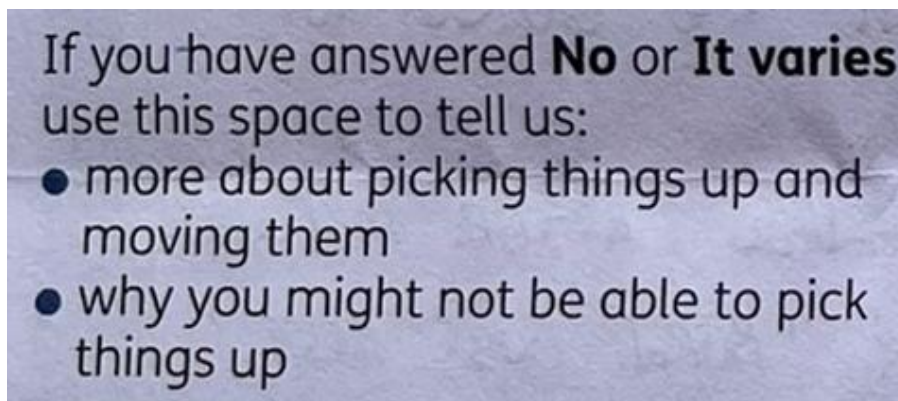 If you have answered No or It varies
use this space to tell us:
• more about picking things up and
moving them
• why you might not be able to pick
things up